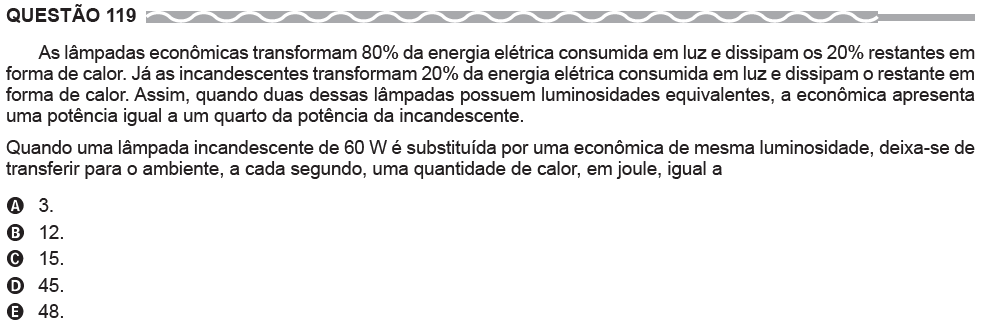 QUESTÃO 119
As lâmpadas econômicas transformam 80% da energia elétrica consumida em luz e dissipam os 20% restantes em
forma de calor. Já as incandescentes transformam 20% da energia elétrica consumida em luz e dissipam o restante em
forma de calor. Assim, quando duas dessas lâmpadas possuem luminosidades equivalentes, a econômica apresenta
uma potência igual a um quarto da potência da incandescente.
Quando uma lâmpada incandescente de 60 W é substituída por uma econômica de mesma luminosidade, deixa-se de
transferir para o ambiente, a cada segundo, uma quantidade de calor, em joule, igual a
A 3.
B 12.
C 15.
D 45.
E 48.